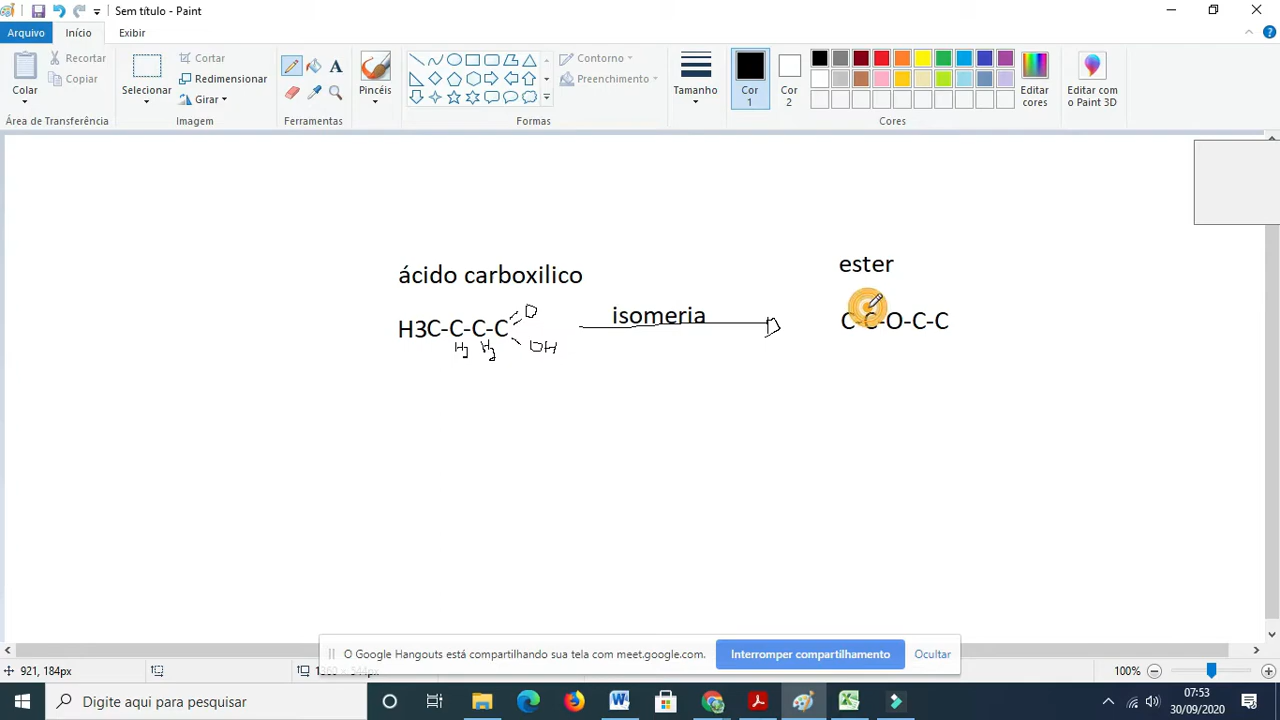 Sem título - Paint
Arquivo Início Exibir
Colar
Recortar
Copiar
Área de Transferência
Selecionar
Cortar
Redimensionar
Girar
Imagem
A
Ferramentas
Pincéis
Contorno
Preenchimento
Formas
Tamanho
Cor 1
Cor 2
Editar cores
Cores
Editar com o Paint 3D
ácido carboxilico
H3C-C-C-C
O
OH
H2 H2
isomeria
ester
C-C-O-C-C
O Google Hangouts está compartilhando sua tela com meet.google.com.
Interromper compartilhamento
Ocultar
921, 184px
100%
Digite aqui para pesquisar
07:53
30/09/2020